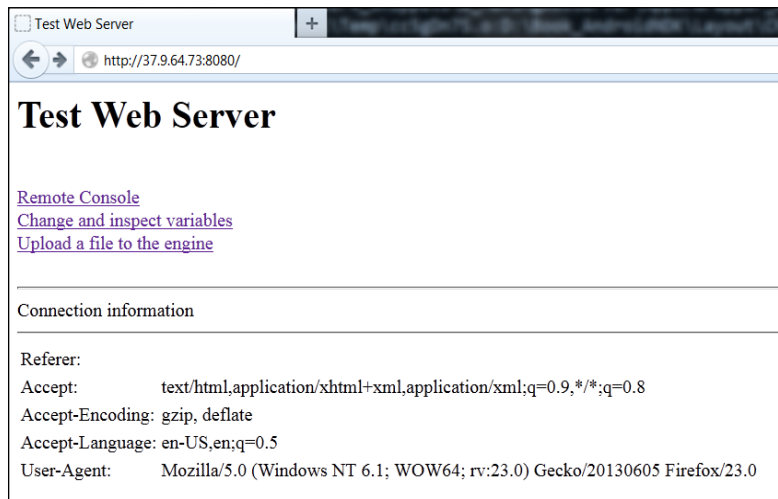 Test Web Server
+
http://37.9.64.73:8080/
Test Web Server
Remote Console
Change and inspect variables
Upload a file to the engine
Connection information
Referer:
Accept: text/html,application/xhtml+xml,application/xml;q=0.9,*/*;q=0.8
Accept-Encoding: gzip, deflate
Accept-Language: en-US,en;q=0.5
User-Agent: Mozilla/5.0 (Windows NT 6.1; WOW64; rv:23.0) Gecko/20130605 Firefox/23.0